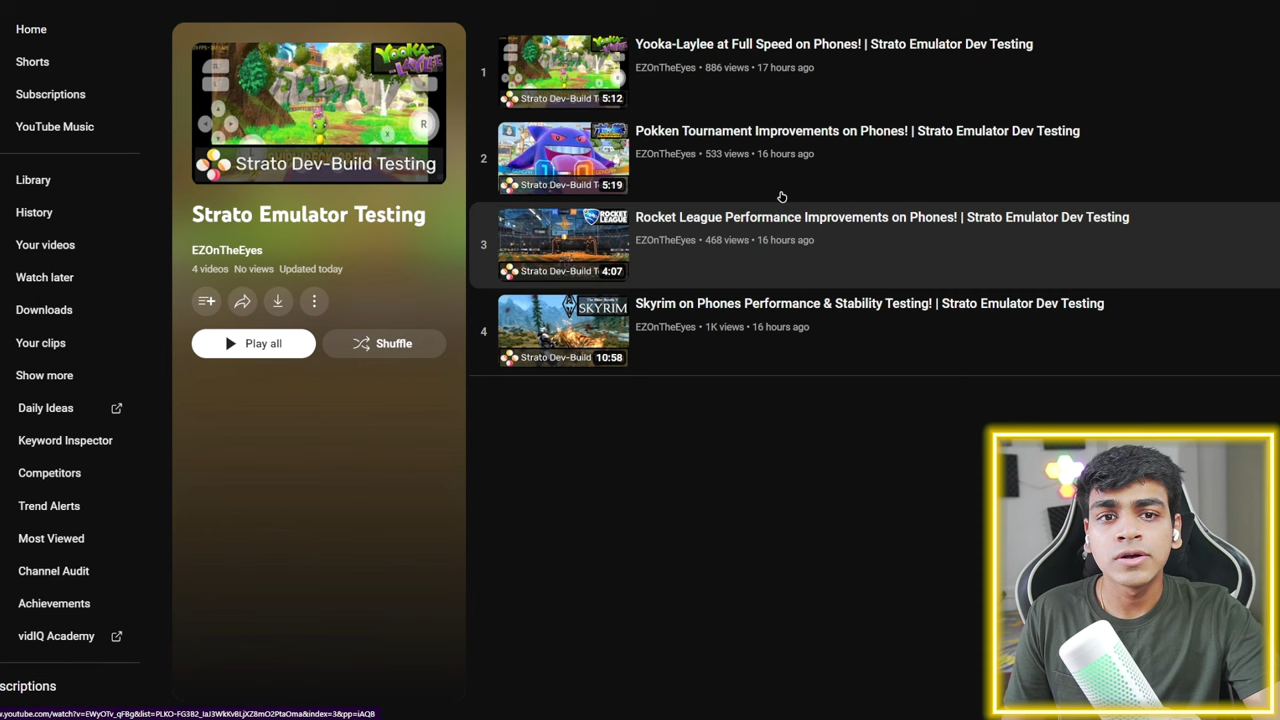 Home
Shorts
Subscriptions
YouTube Music
Library
History
Your videos
Watch later
Downloads
Your clips
Show more
Daily Ideas
Keyword Inspector
Competitors
Trend Alerts
Most Viewed
Channel Audit
Achievements
vidIQ Academy
scriptions
YOOKA-
LAYLEE
R
L
X
Strato Dev-Build Testing
Strato Emulator Testing
EZOnTheEyes
4 videos No views Updated today
Play all
Shuffle
1
Strato Dev-Build T
5:12
Yooka-Laylee at Full Speed on Phones! | Strato Emulator Dev Testing
EZOnTheEyes • 886 views • 17 hours ago
2
Strato Dev-Build T
5:19
Pokken Tournament Improvements on Phones! | Strato Emulator Dev Testing
EZOnTheEyes • 533 views • 16 hours ago
3
ROCKET
LEAGUE
Strato Dev-Build T
4:07
Rocket League Performance Improvements on Phones! | Strato Emulator Dev Testing
EZOnTheEyes • 468 views • 16 hours ago
4
SKYRIM
Strato Dev-Build
10:58
Skyrim on Phones Performance & Stability Testing! | Strato Emulator Dev Testing
EZOnTheEyes • 1K views • 16 hours ago